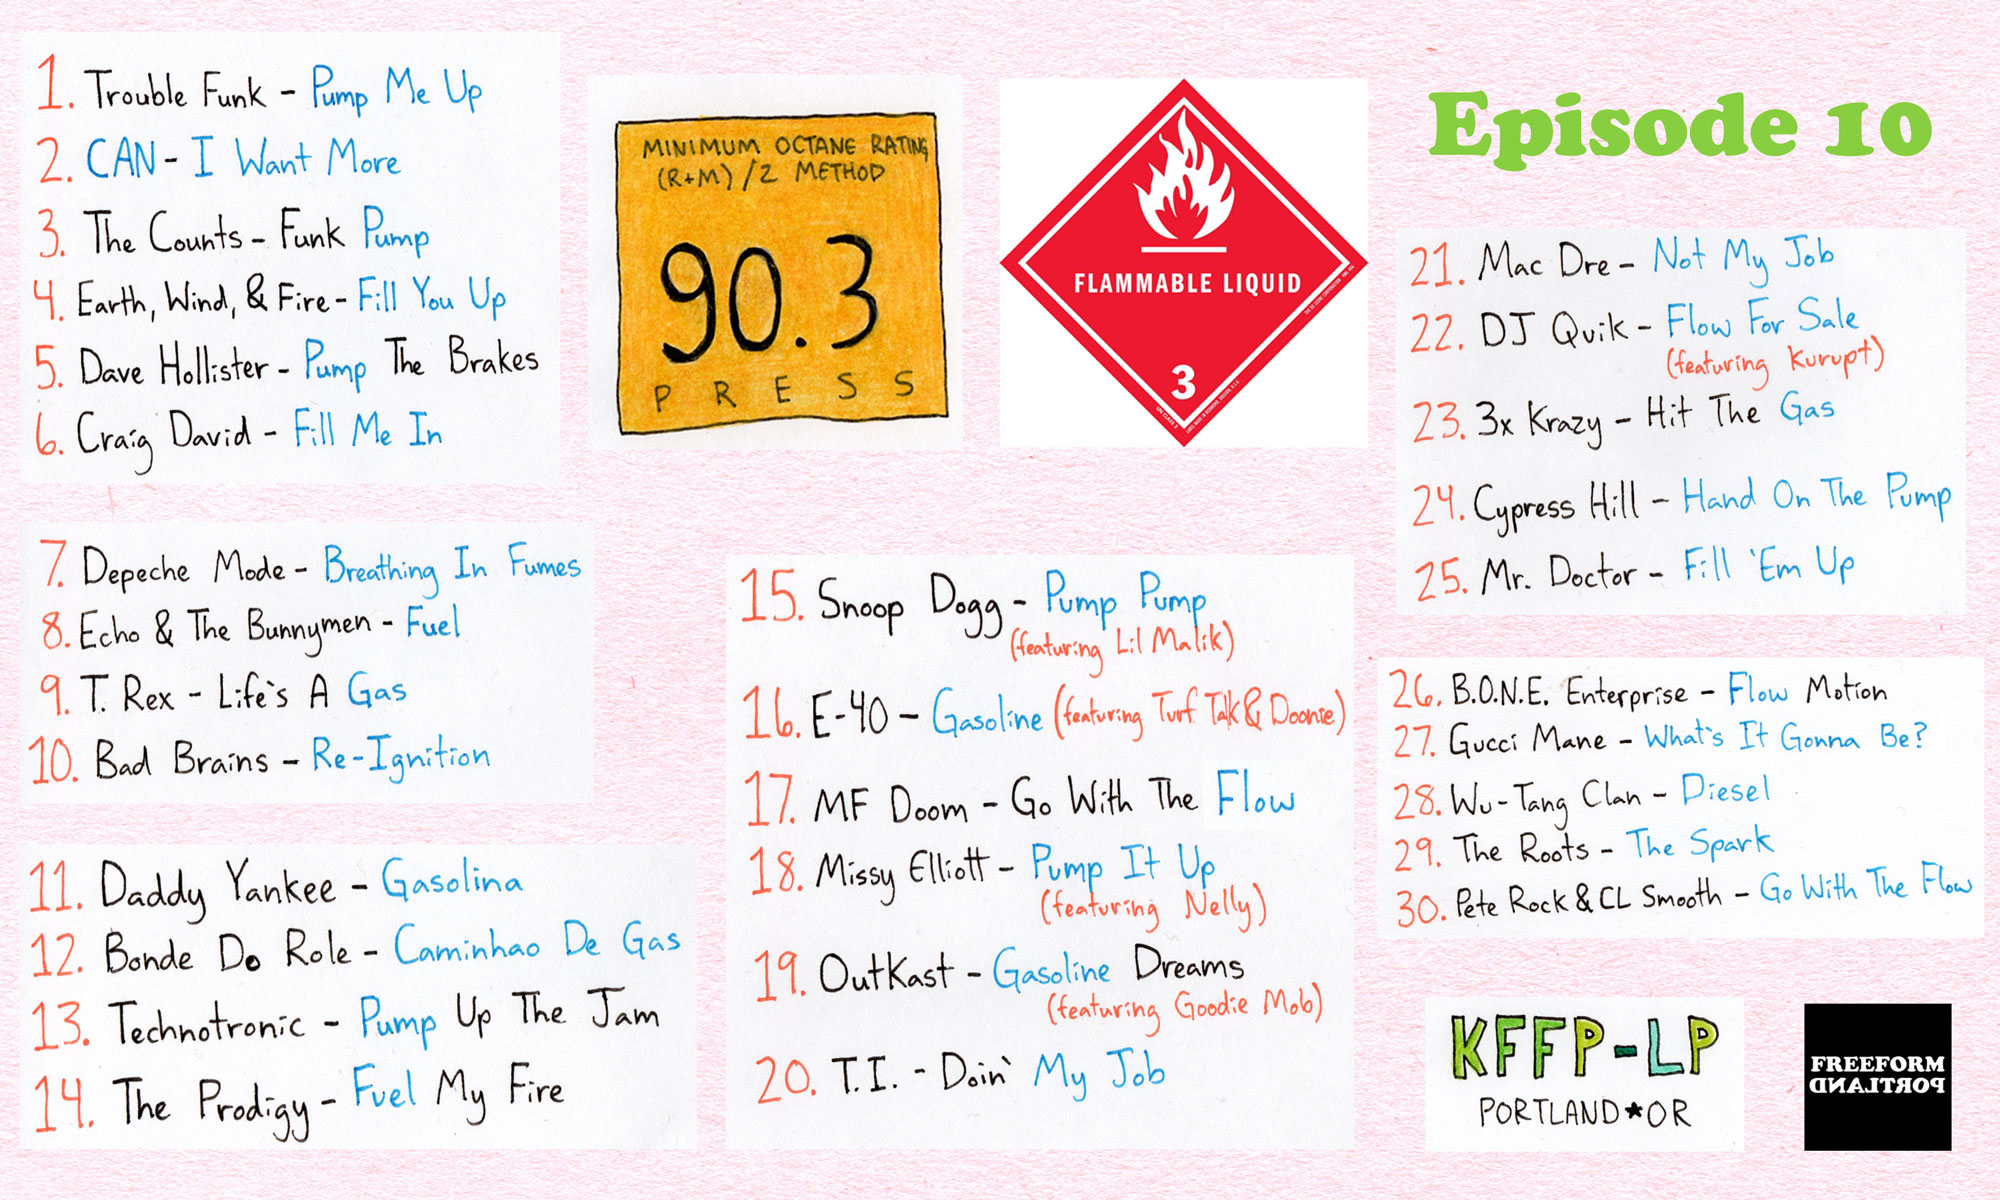 1. Trouble Funk - Pump Me Up
2. CAN - I Want More
3. The Counts - Funk Pump
4. Earth, Wind, & Fire - Fill You Up
5. Dave Hollister - Pump The Brakes
6. Craig David - Fill Me In
7. Depeche Mode - Breathing In Fumes
8. Echo & The Bunnymen - Fuel
9. T. Rex - Life's A Gas
10. Bad Brains - Re-Ignition
11. Daddy Yankee - Gasolina
12. Bonde Do Role - Caminhao De Gas
13. Technotronic - Pump Up The Jam
14. The Prodigy - Fuel My Fire
MINIMUM OCTANE RATING
(R+M)/2 METHOD
90.3
PRESS
FLAMMABLE LIQUID
3
15. Snoop Dogg - Pump Pump
(featuring Lil Malik)
16. E-40 - Gasoline (featuring Turf Talk & Doonie)
17. MF Doom - Go With The Flow
18. Missy Elliott - Pump It Up
(featuring Nelly)
19. OutKast - Gasoline Dreams
(featuring Goodie Mob)
20. T.I. - Doin' My Job
Episode 10
21. Mac Dre - Not My Job
22. DJ Quik - Flow For Sale
(featuring Kurupt)
23. 3x Krazy - Hit The Gas
24. Cypress Hill - Hand On The Pump
25. Mr. Doctor - Fill 'Em Up
26. B.O.N.E. Enterprise - Flow Motion
27. Gucci Mane - What's It Gonna Be?
28. Wu-Tang Clan - Diesel
29. The Roots - The Spark
30. Pete Rock & CL Smooth - Go With The Flow
KFFP-LP
PORTLAND*OR
FREEFORM
PORTLAND